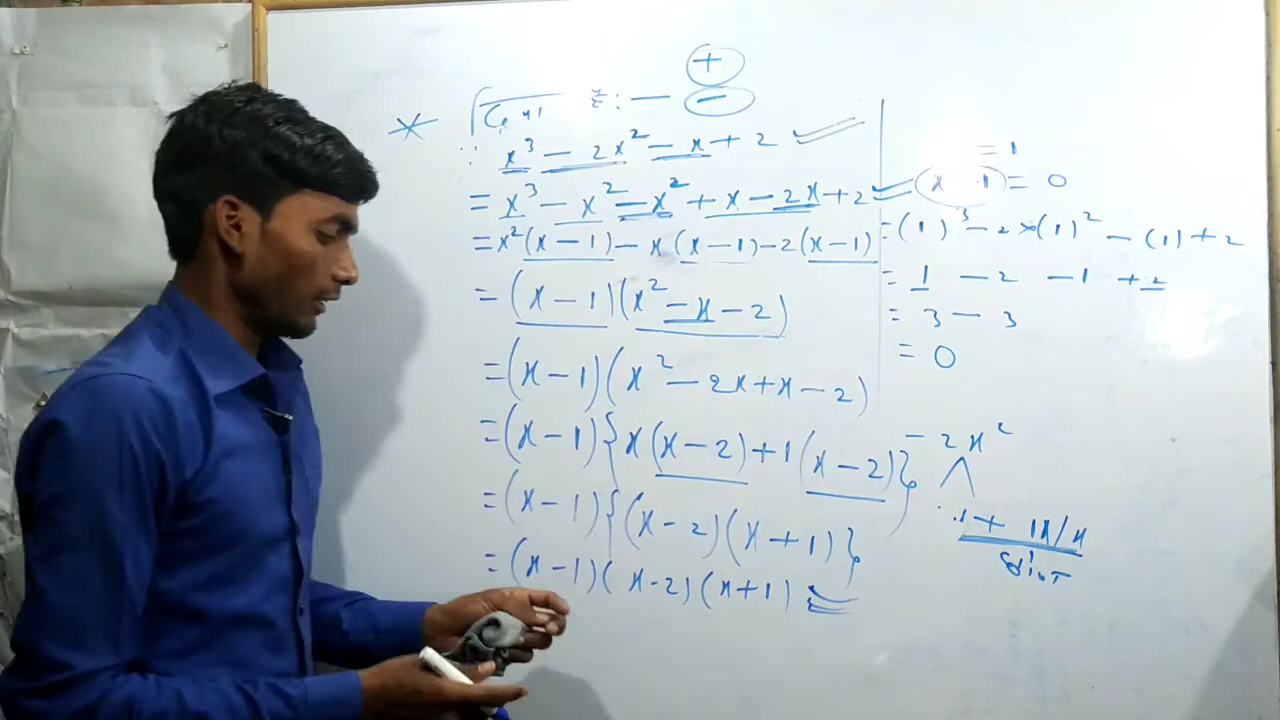 +
: — −
∴ x³ − 2x² − x + 2
= x³ − x² − x² + x − 2x + 2
= x²(x − 1) − x(x − 1) − 2(x − 1)
= (x − 1)(x² − x − 2)
= (x − 1)(x² − 2x + x − 2)
= (x − 1){x(x − 2) + 1(x − 2)}
= (x − 1){(x − 2)(x + 1)}
= (x − 1)(x − 2)(x + 1)
= 1
x 1 = 0
= (1)³ − 2×(1)² − (1) + 2
= 1 − 2 − 1 + 2
= 3 − 3
= 0
− 2x²